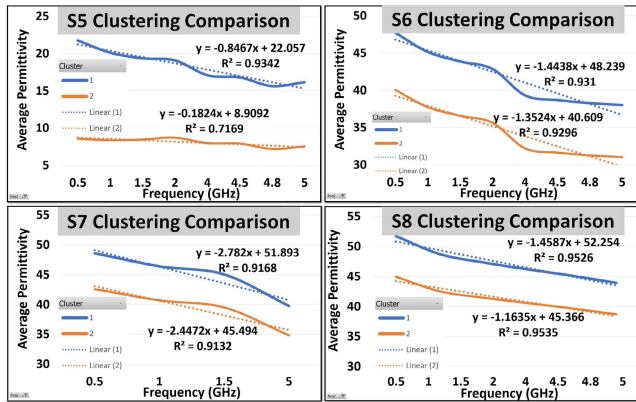 S5 Clustering Comparison
Average Permittivity
25
20
15
10
5
0
y = -0.8467x + 22.057
R² = 0.9342
Cluster
1
2
Linear (1)
Linear (2)
y = -0.1824x + 8.9092
R² = 0.7169
0.5 1 1.5 2 4 4.5 4.8 5
Frequency (GHz)
S6 Clustering Comparison
Average Permittivity
50
45
40
35
30
y = -1.4438x + 48.239
R² = 0.931
Cluster
1
2
Linear (1)
Linear (2)
y = -1.3524x + 40.609
R² = 0.9296
0.5 1 1.5 2 4 4.5 4.8 5
Frequency (GHz)
S7 Clustering Comparison
Average Permittivity
55
50
45
40
35
30
y = -2.782x + 51.893
R² = 0.9168
Cluster
1
2
Linear (1)
Linear (2)
y = -2.4472x + 45.494
R² = 0.9132
0.5 1 1.5 5
Frequency (GHz)
S8 Clustering Comparison
Average Permittivity
55
50
45
40
35
30
y = -1.4587x + 52.254
R² = 0.9526
Cluster
1
2
Linear (1)
Linear (2)
y = -1.1635x + 45.366
R² = 0.9535
0.5 1 1.5 2 4 4.5 5
Frequency (GHz)